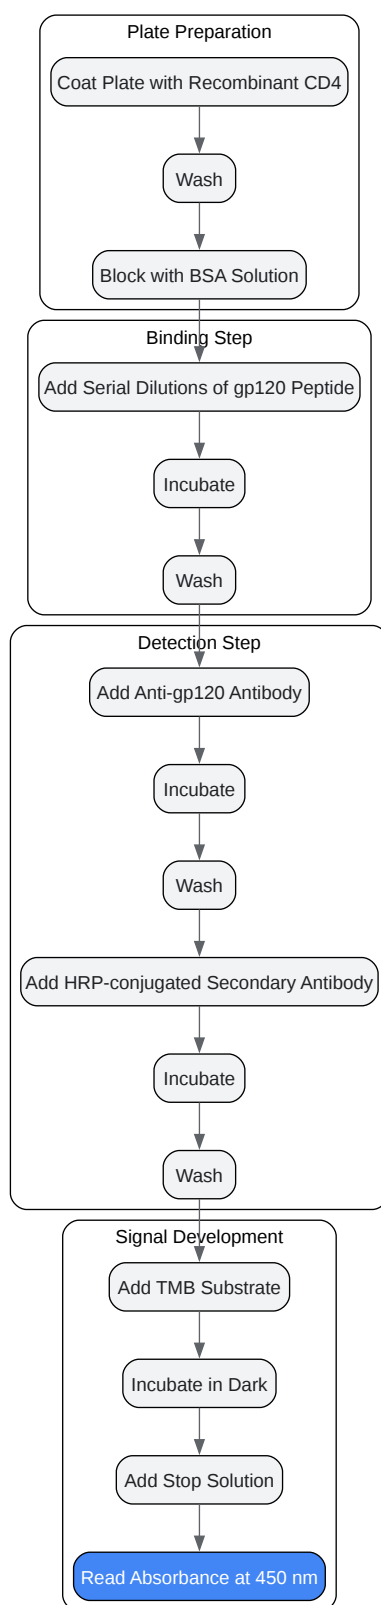 Plate Preparation
Coat Plate with Recombinant CD4
Wash
Block with BSA Solution
Binding Step
Add Serial Dilutions of gp120 Peptide
Incubate
Wash
Detection Step
Add Anti-gp120 Antibody
Incubate
Wash
Add HRP-conjugated Secondary Antibody
Incubate
Wash
Signal Development
Add TMB Substrate
Incubate in Dark
Add Stop Solution
Read Absorbance at 450 nm